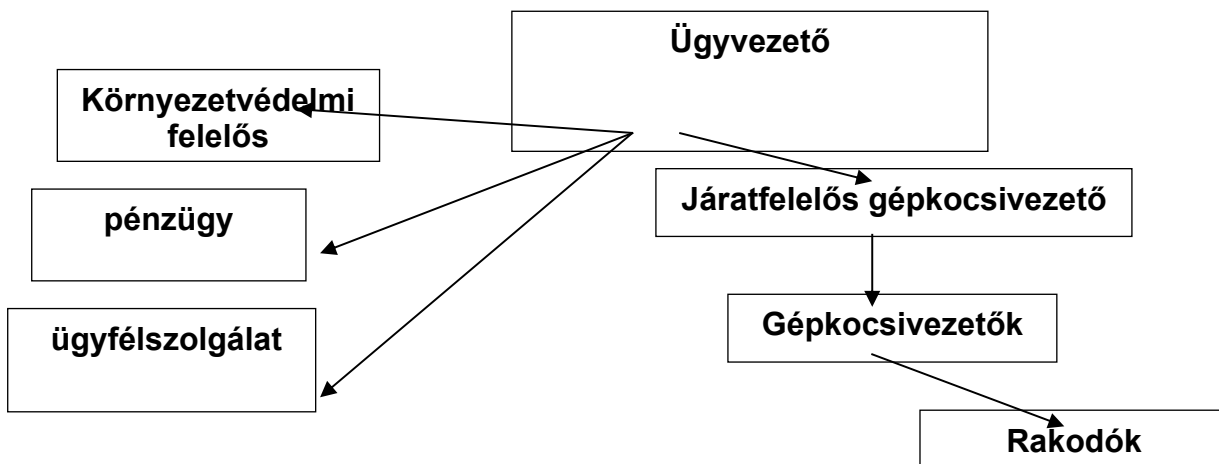 Ügyvezető
Környezetvédelmi
felelős
Járatfelelős gépkocsivezető
pénzügy
Gépkocsivezetők
ügyfélszolgálat
Rakodók